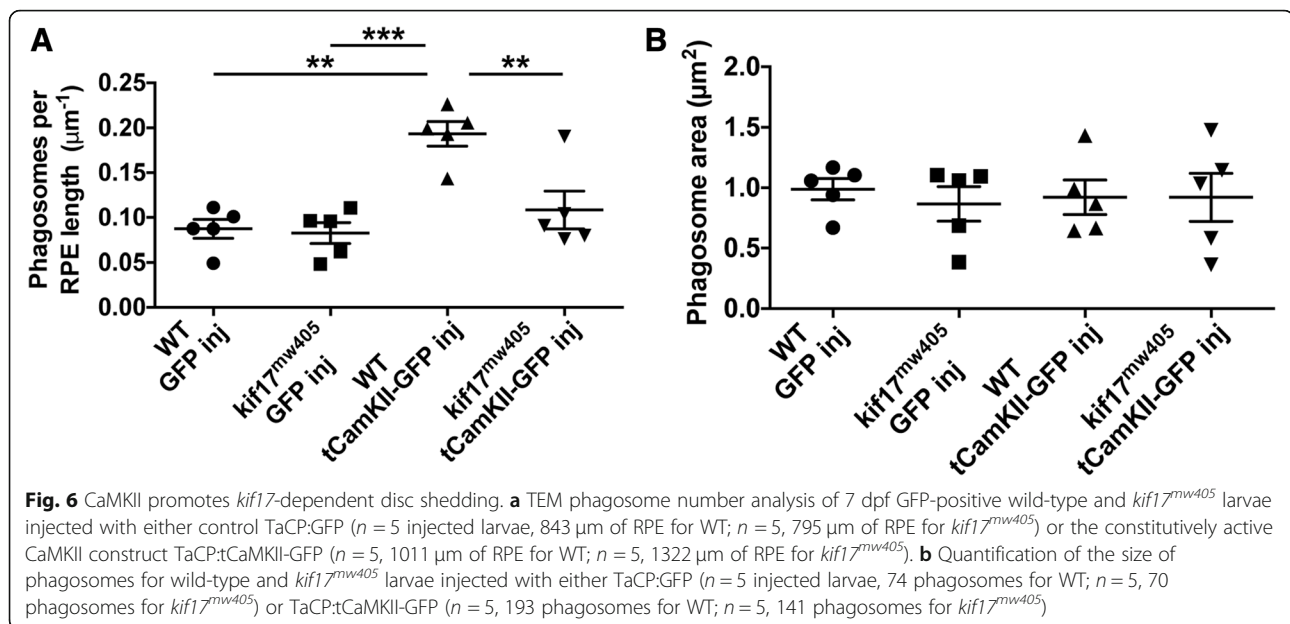 A
B
***
**
**
Phagosomes per
RPE length (μm⁻¹)
0.25
0.20
0.15
0.10
0.05
0.00
WT
GFP inj
kif17ᵐʷ⁴⁰⁵
GFP inj
WT
tCamKII-GFP inj
kif17ᵐʷ⁴⁰⁵
tCamKII-GFP inj
Phagosome area (μm²)
2.0
1.5
1.0
0.5
0.0
WT
GFP inj
kif17ᵐʷ⁴⁰⁵
GFP inj
WT
tCamKII-GFP inj
kif17ᵐʷ⁴⁰⁵
tCamKII-GFP inj
Fig. 6 CaMKII promotes kif17-dependent disc shedding. a TEM phagosome number analysis of 7 dpf GFP-positive wild-type and kif17ᵐʷ⁴⁰⁵ larvae
injected with either control TaCP:GFP (n = 5 injected larvae, 843 μm of RPE for WT; n = 5, 795 μm of RPE for kif17ᵐʷ⁴⁰⁵) or the constitutively active
CaMKII construct TaCP:tCaMKII-GFP (n = 5, 1011 μm of RPE for WT; n = 5, 1322 μm of RPE for kif17ᵐʷ⁴⁰⁵). b Quantification of the size of
phagosomes for wild-type and kif17ᵐʷ⁴⁰⁵ larvae injected with either TaCP:GFP (n = 5 injected larvae, 74 phagosomes for WT; n = 5, 70
phagosomes for kif17ᵐʷ⁴⁰⁵) or TaCP:tCaMKII-GFP (n = 5, 193 phagosomes for WT; n = 5, 141 phagosomes for kif17ᵐʷ⁴⁰⁵)